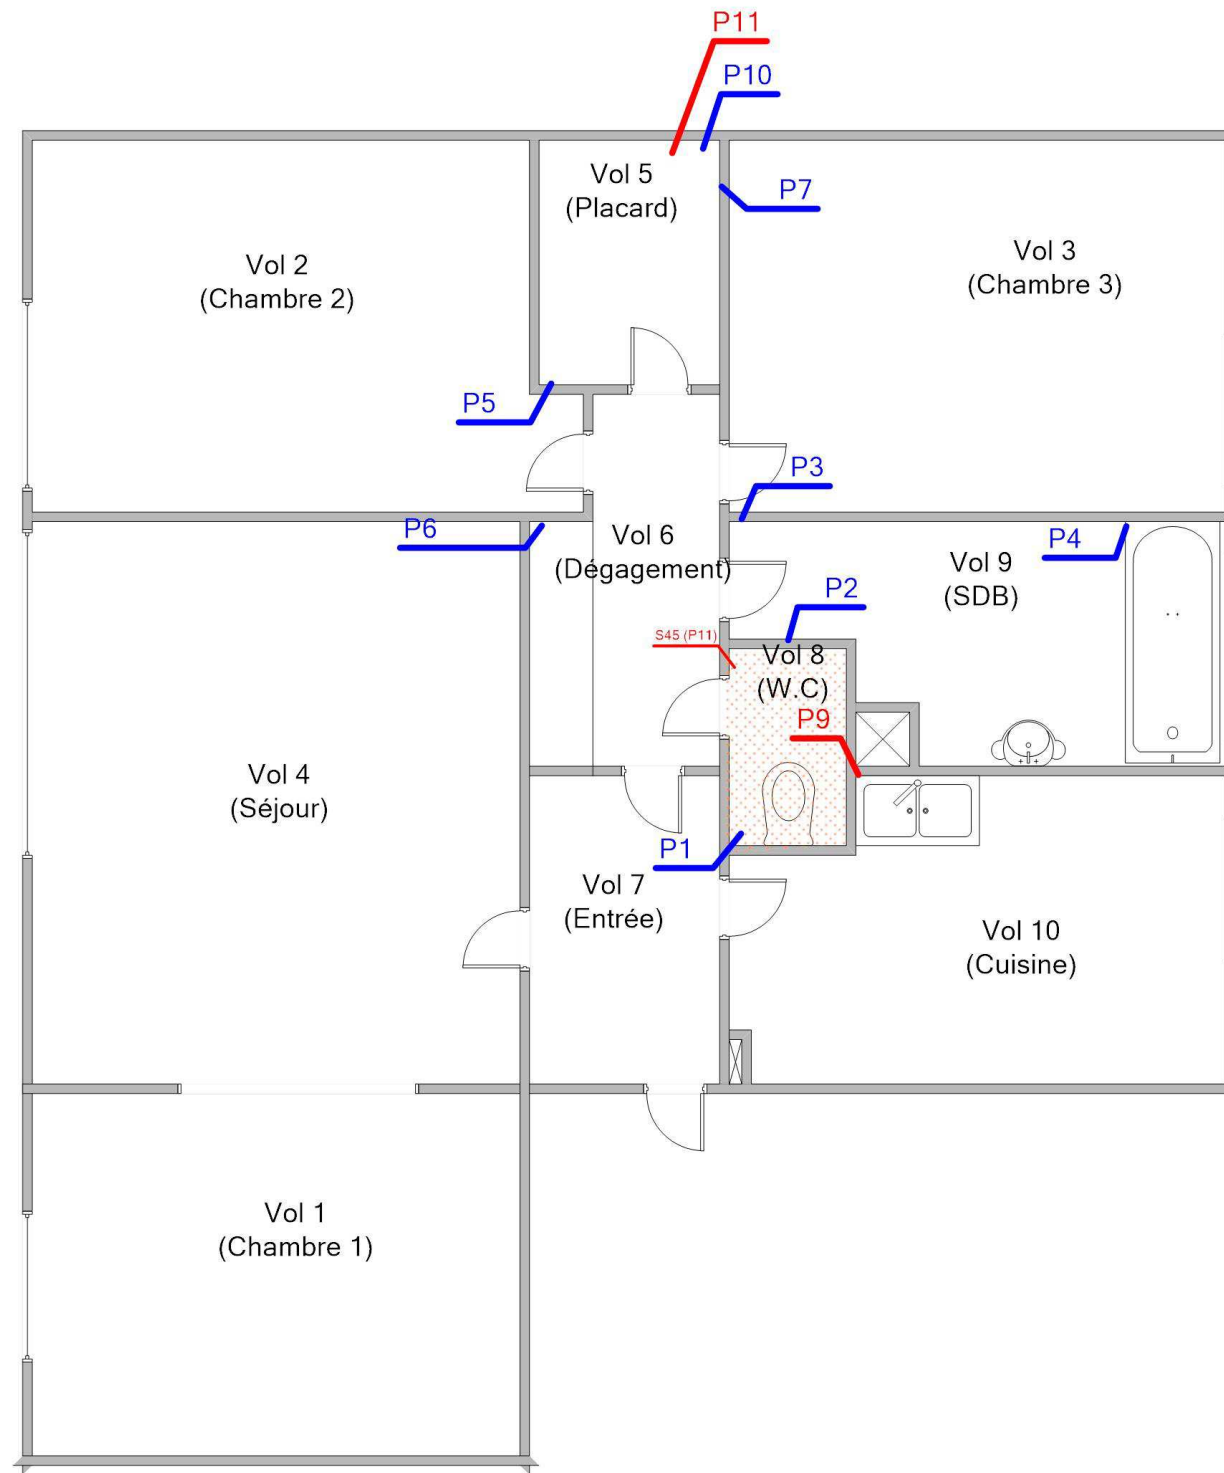 P11
P10
Vol 5
(Placard)
P7
Vol 2
(Chambre 2)
Vol 3
(Chambre 3)
P5
P3
P6
Vol 6
(Dégagement)
P4
Vol 9
(SDB)
P2
S45 (P11)
Vol 8
(W.C)
P9
Vol 4
(Séjour)
P1
Vol 7
(Entrée)
Vol 10
(Cuisine)
Vol 1
(Chambre 1)